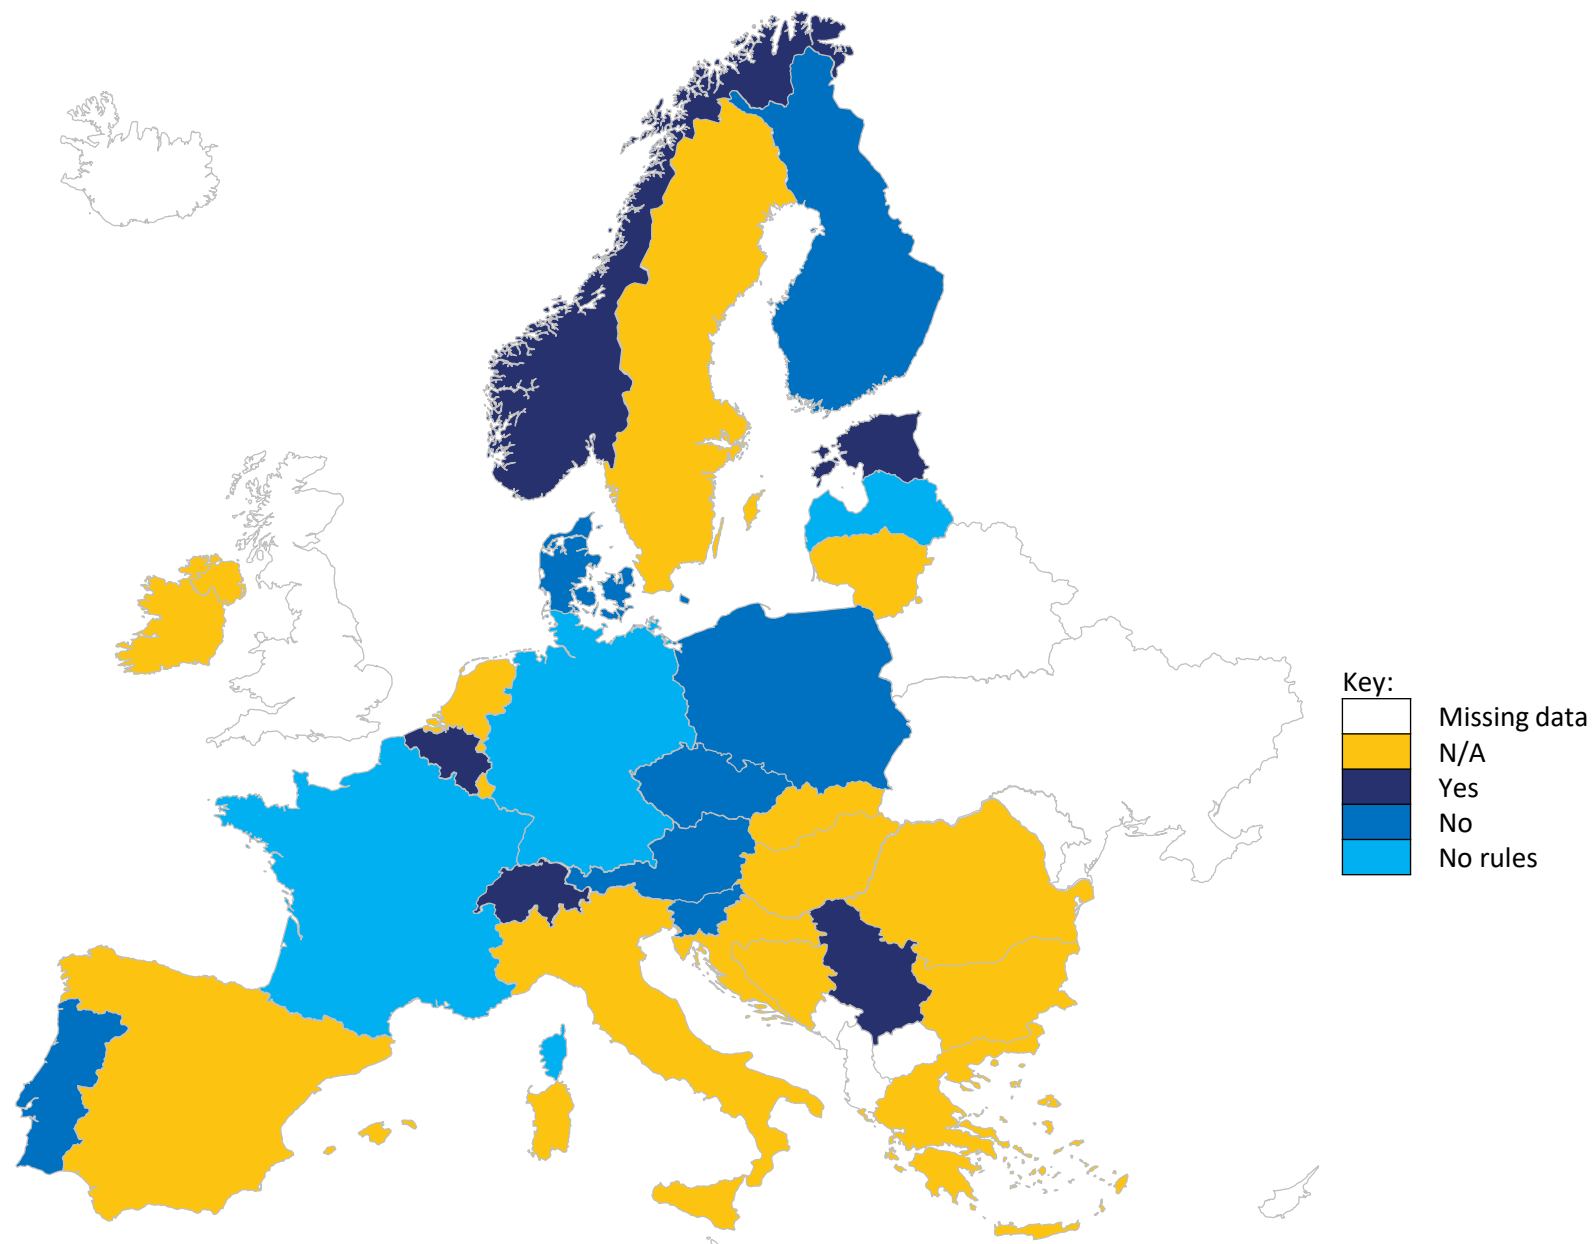 Key:
Missing data
N/A
Yes
No
No rules